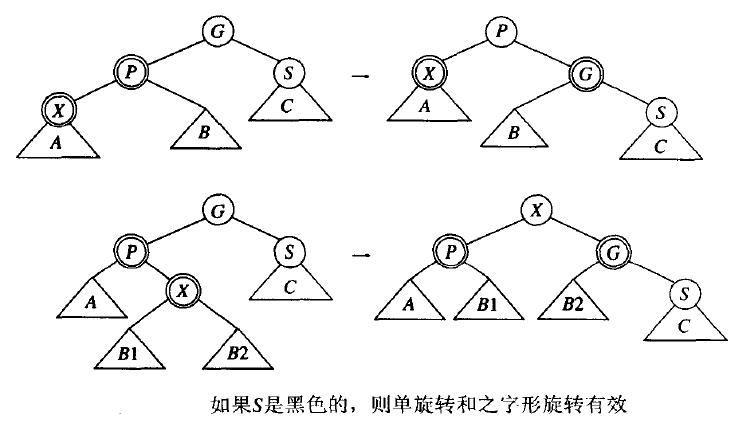 G P
P S → X G
X C A S
A B B C
G X
P S → P G
A X C A B1 B2 S
B1 B2 C
如果S是黑色的，则单旋转和之字形旋转有效